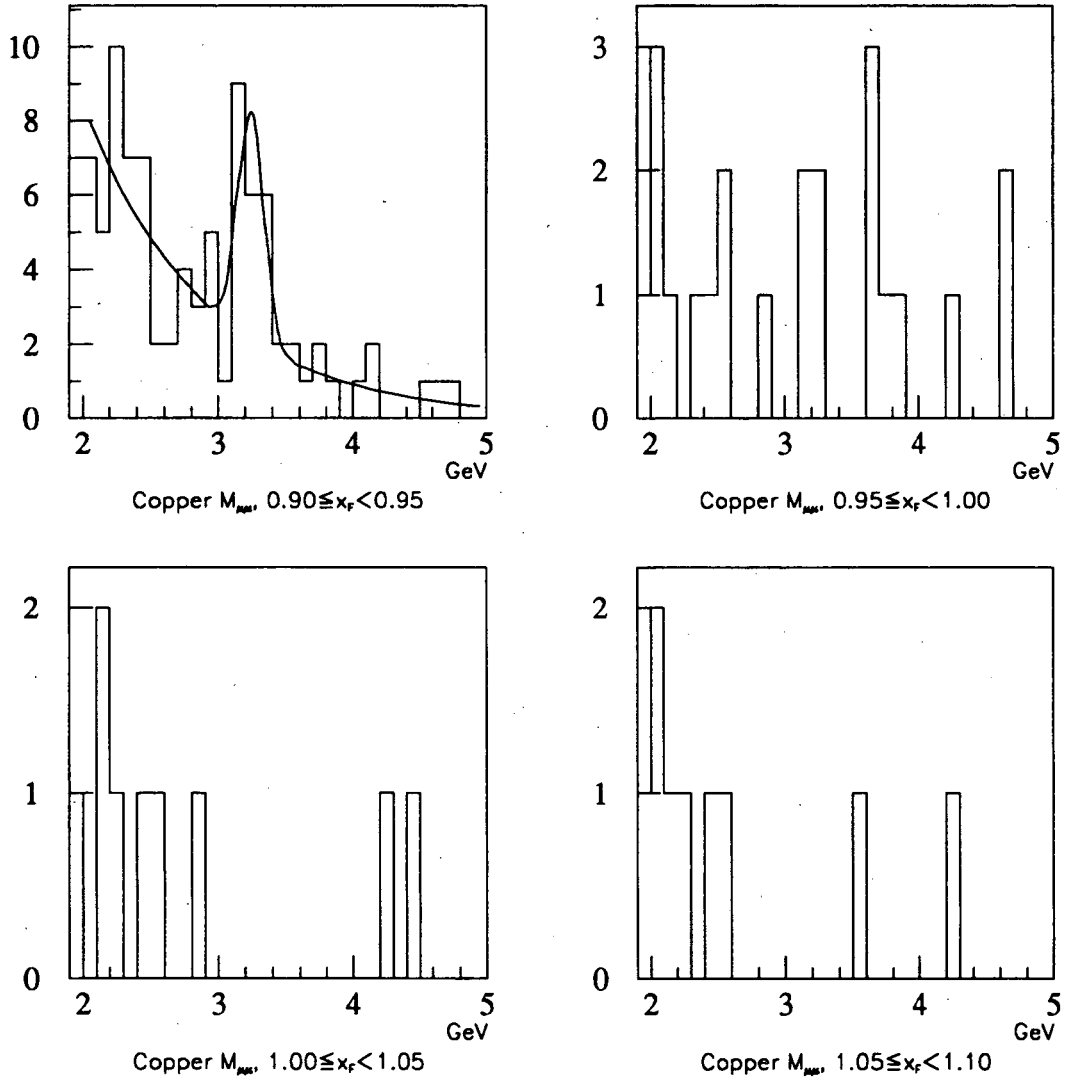 10
8
6
4
2
0
2 3 4 5
GeV
Copper M_μμ, 0.90≦x_F<0.95
3
2
1
0
2 3 4 5
GeV
Copper M_μμ, 0.95≦x_F<1.00
2
1
0
2 3 4 5
GeV
Copper M_μμ, 1.00≦x_F<1.05
2
1
0
2 3 4 5
GeV
Copper M_μμ, 1.05≦x_F<1.10